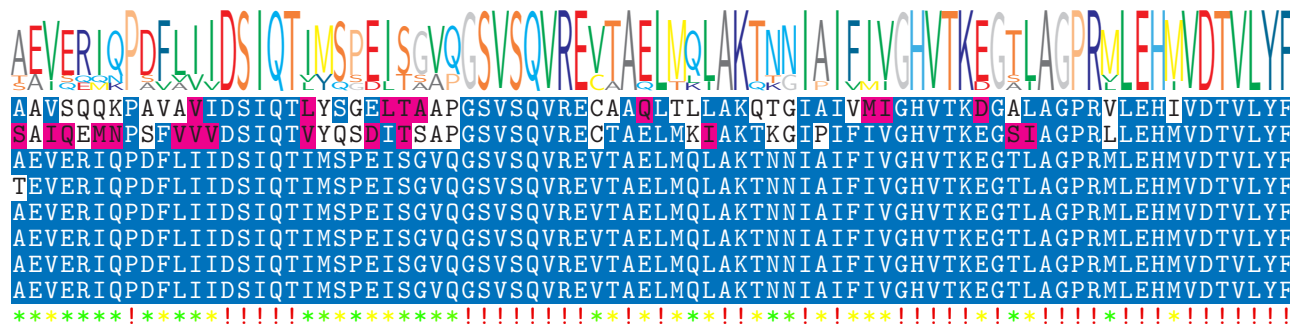 AEVERIQPDFLIIDSIQTIMSPEISGVQGSVSQVREVTAELMQLAKTNNIAIFIVGHVTKEGTLAGPRMLEHMVDTVLYF
AAVSQQKPAVAVIDSIQTLYSGELTAAPGSVSQVRECAAQLTLLAKQTGIAIVMIGHVTKDGALAGPRVLEHIVDTVLYF
SAIQEMNPSFVVVDSIQTVYQSDITSAPGSVSQVRECTAELMKIAKTKGIPIFIVGHVTKEGSIAGPRLLEHMVDTVLYF
AEVERIQPDFLIIDSIQTIMSPEISGVQGSVSQVREVTAELMQLAKTNNIAIFIVGHVTKEGTLAGPRMLEHMVDTVLYF
TEVERIQPDFLIIDSIQTIMSPEISGVQGSVSQVREVTAELMQLAKTNNIAIFIVGHVTKEGTLAGPRMLEHMVDTVLYF
AEVERIQPDFLIIDSIQTIMSPEISGVQGSVSQVREVTAELMQLAKTNNIAIFIVGHVTKEGTLAGPRMLEHMVDTVLYF
AEVERIQPDFLIIDSIQTIMSPEISGVQGSVSQVREVTAELMQLAKTNNIAIFIVGHVTKEGTLAGPRMLEHMVDTVLYF
AEVERIQPDFLIIDSIQTIMSPEISGVQGSVSQVREVTAELMQLAKTNNIAIFIVGHVTKEGTLAGPRMLEHMVDTVLYF
AEVERIQPDFLIIDSIQTIMSPEISGVQGSVSQVREVTAELMQLAKTNNIAIFIVGHVTKEGTLAGPRMLEHMVDTVLYF
*******!*****!!!!!**********!!!!!!!!**!*!***!!***!*!***!!!!!*!**!!!!*!!!*!!!!!!!